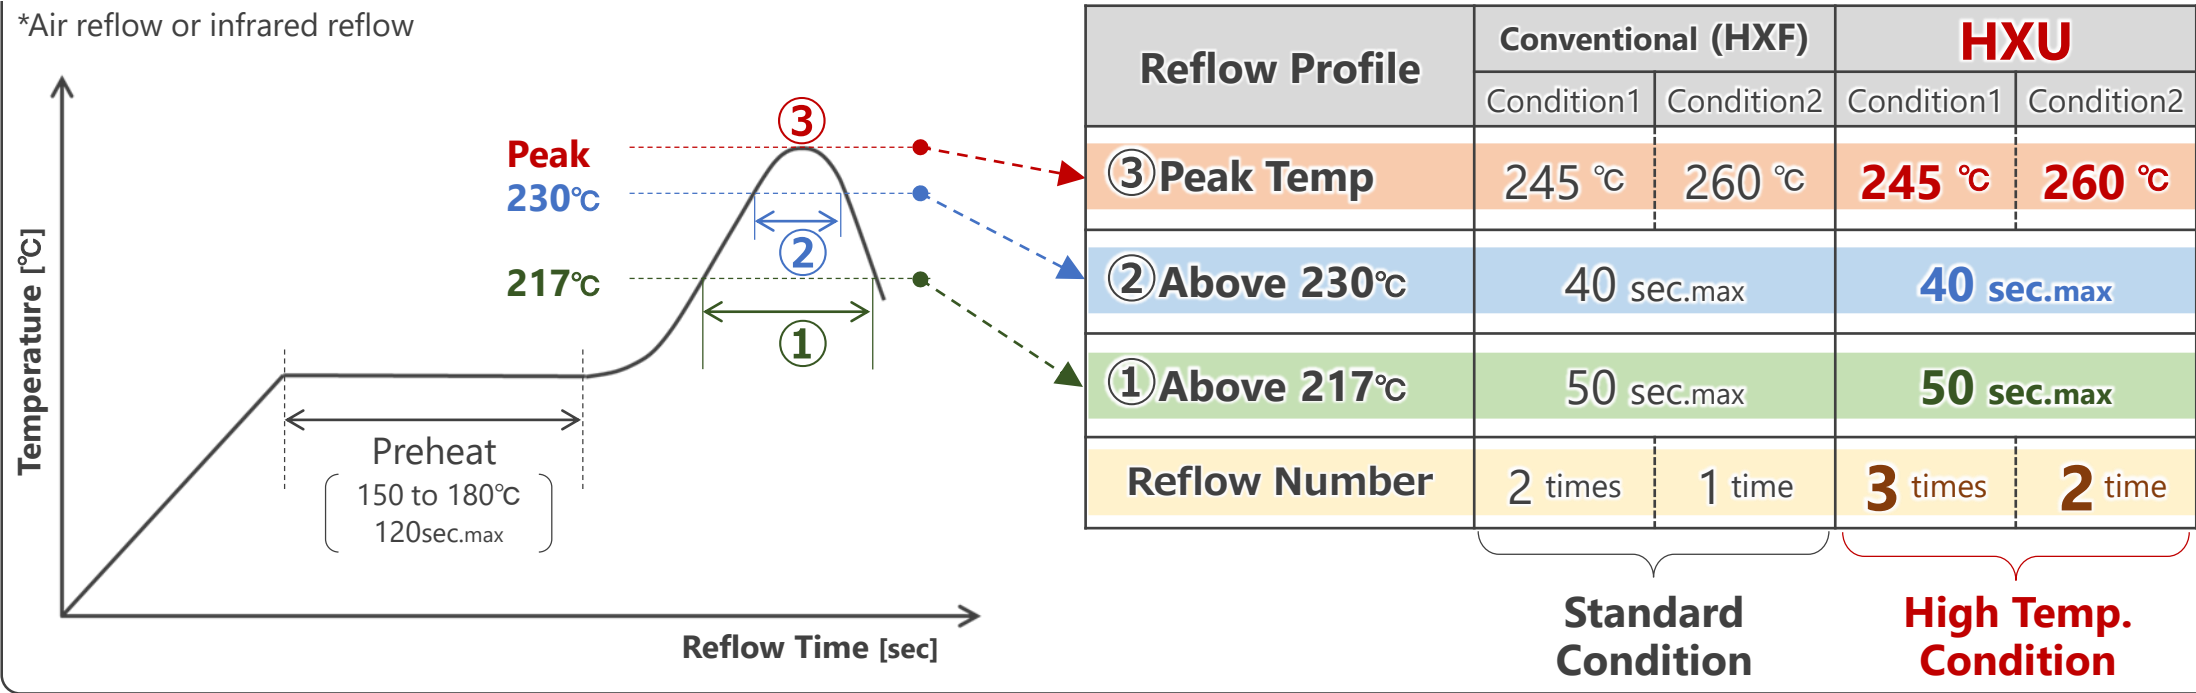 *Air reflow or infrared reflow
Temperature [℃]
Peak
230℃
217℃
③
②
①
Preheat
150 to 180℃
120sec.max
Reflow Time [sec]
Reflow Profile
Conventional (HXF)
HXU
Condition1
Condition2
Condition1
Condition2
③Peak Temp
245 ℃
260 ℃
245 ℃
260 ℃
②Above 230℃
40 sec.max
40 sec.max
①Above 217℃
50 sec.max
50 sec.max
Reflow Number
2 times
1 time
3 times
2 time
Standard
Condition
High Temp.
Condition